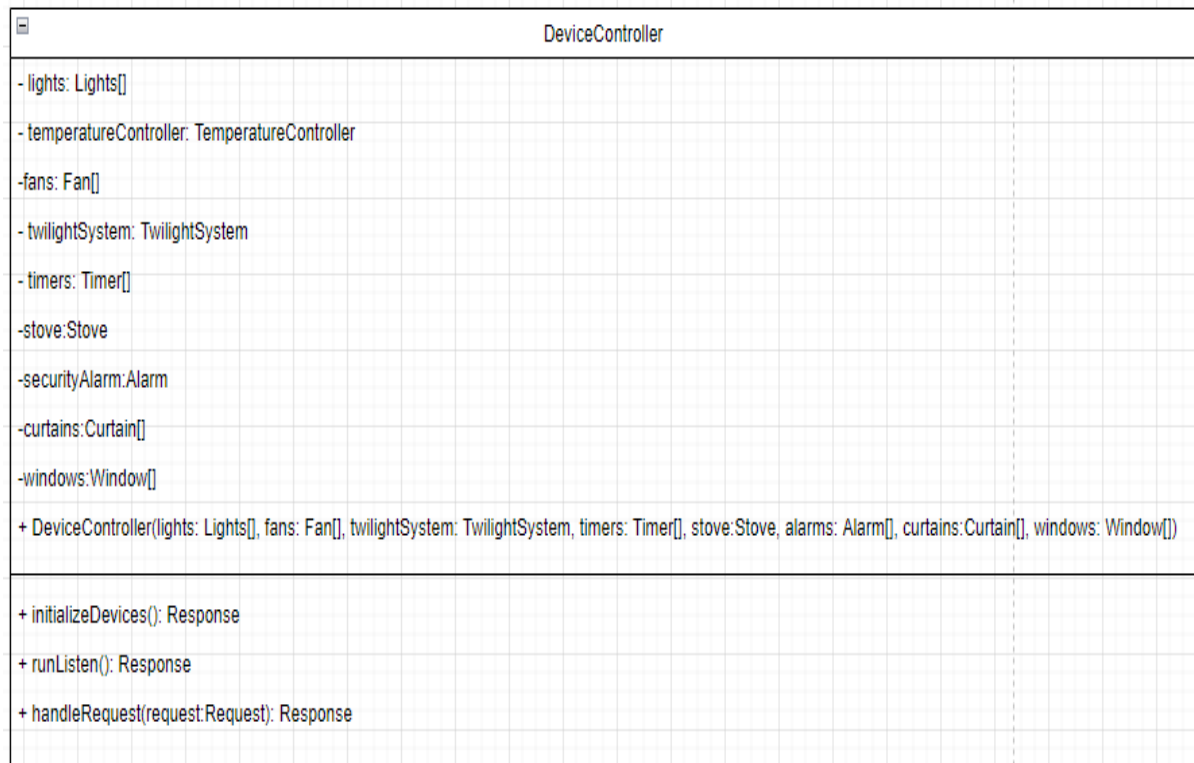 DeviceController
- lights: Lights[]
- temperatureController: TemperatureController
-fans: Fan[]
- twilightSystem: TwilightSystem
- timers: Timer[]
-stove:Stove
-securityAlarm:Alarm
-curtains:Curtain[]
-windows:Window[]
+ DeviceController(lights: Lights[], fans: Fan[], twilightSystem: TwilightSystem, timers: Timer[], stove:Stove, alarms: Alarm[], curtains:Curtain[], windows: Window[])
+ initializeDevices(): Response
+ runListen(): Response
+ handleRequest(request:Request): Response